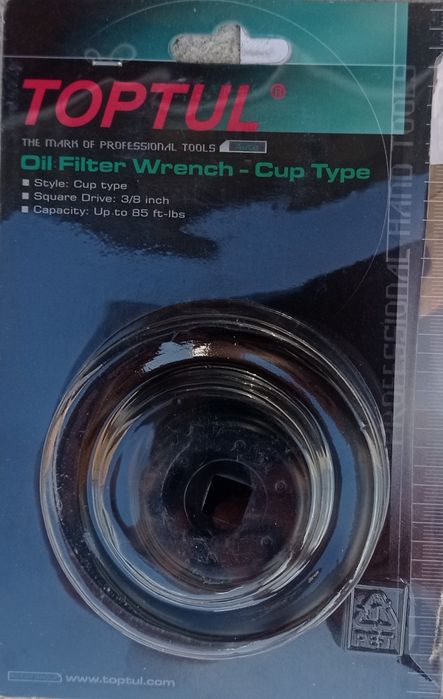 TOPTUL®
THE MARK OF PROFESSIONAL TOOLS
Oil Filter Wrench - Cup Type
■ Style: Cup type
■ Square Drive: 3/8 inch
■ Capacity: Up to 85 ft-lbs
PROFESSIONAL HAND TOOLS
PET
www.toptul.com